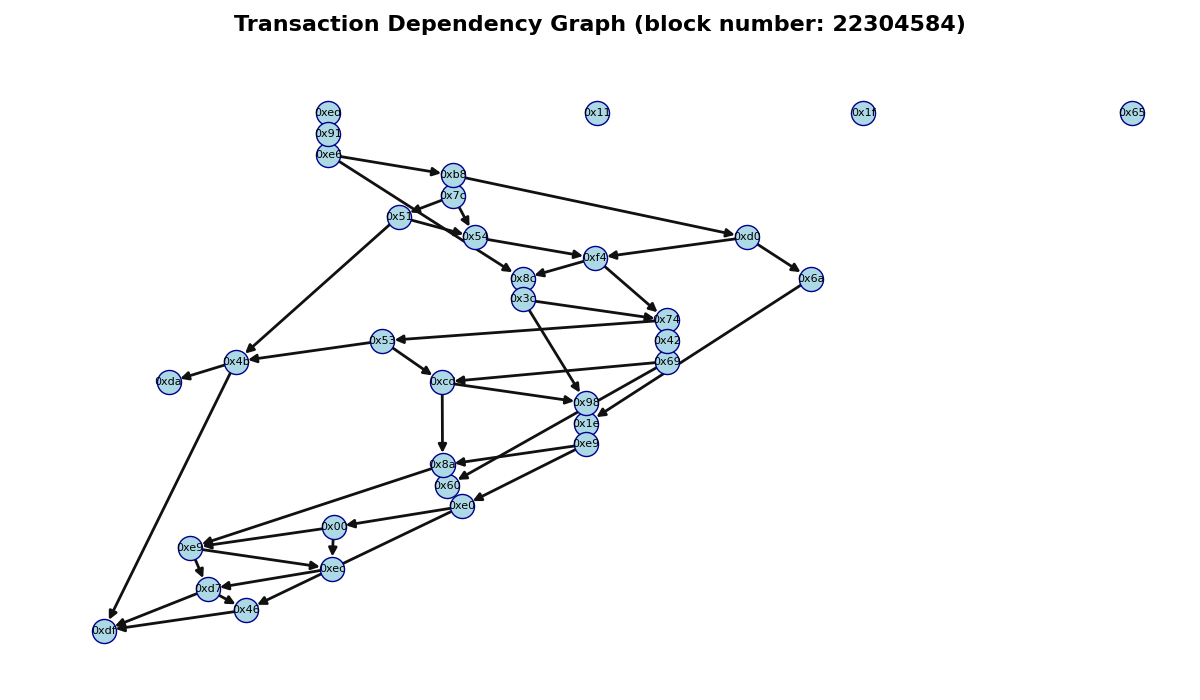 Transaction Dependency Graph (block number: 22304584)
0xed
0x11
0x1f
0x65
0x91
0xe6
0xb8
0x7c
0x51
0x54
0xd0
0xf4
0x8c
0x6a
0x3c
0x74
0x53
0x42
0x4b
0x69
0xda
0xcd
0x98
0x1e
0xe9
0x8a
0x60
0xe0
0x00
0xe9
0xec
0xd7
0x46
0xdf